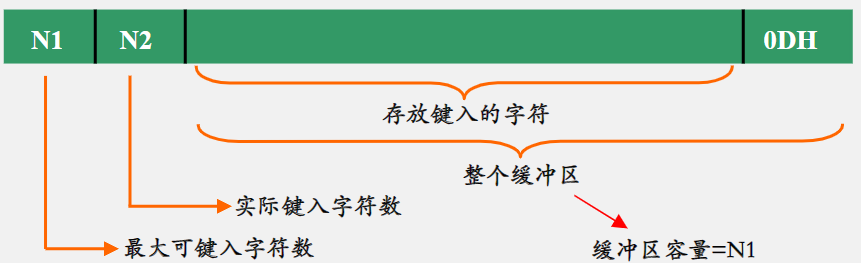 N1 N2 0DH
存放键入的字符
整个缓冲区
实际键入字符数
最大可键入字符数
缓冲区容量=N1